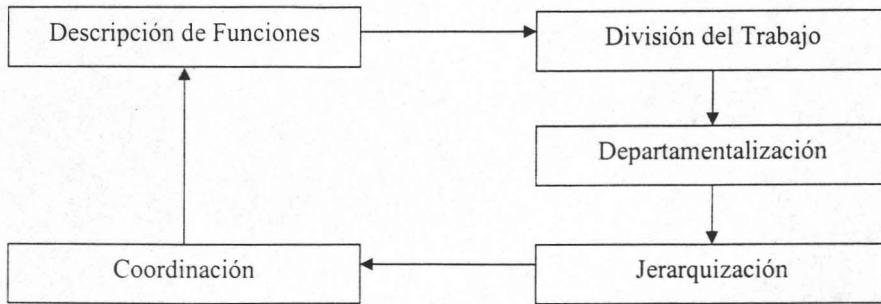 Descripción de Funciones
División del Trabajo
Departamentalización
Jerarquización
Coordinación